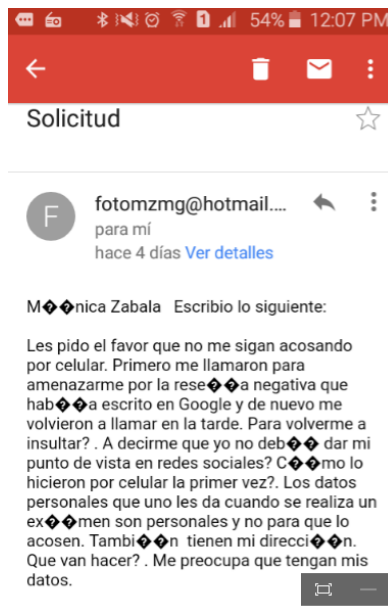 54% 12:07 PM
Solicitud
F
fotomzmg@hotmail....
para mí
hace 4 días Ver detalles
M��nica Zabala   Escribio lo siguiente:
Les pido el favor que no me sigan acosando
por celular. Primero me llamaron para
amenazarme por la rese��a negativa que
hab��a escrito en Google y de nuevo me
volvieron a llamar en la tarde. Para volverme a
insultar? . A decirme que yo no deb�� dar mi
punto de vista en redes sociales? C��mo lo
hicieron por celular la primer vez?. Los datos
personales que uno les da cuando se realiza un
ex��men son personales y no para que lo
acosen. Tambi��n  tienen mi direcci��n.
Que van hacer? . Me preocupa que tengan mis
datos.